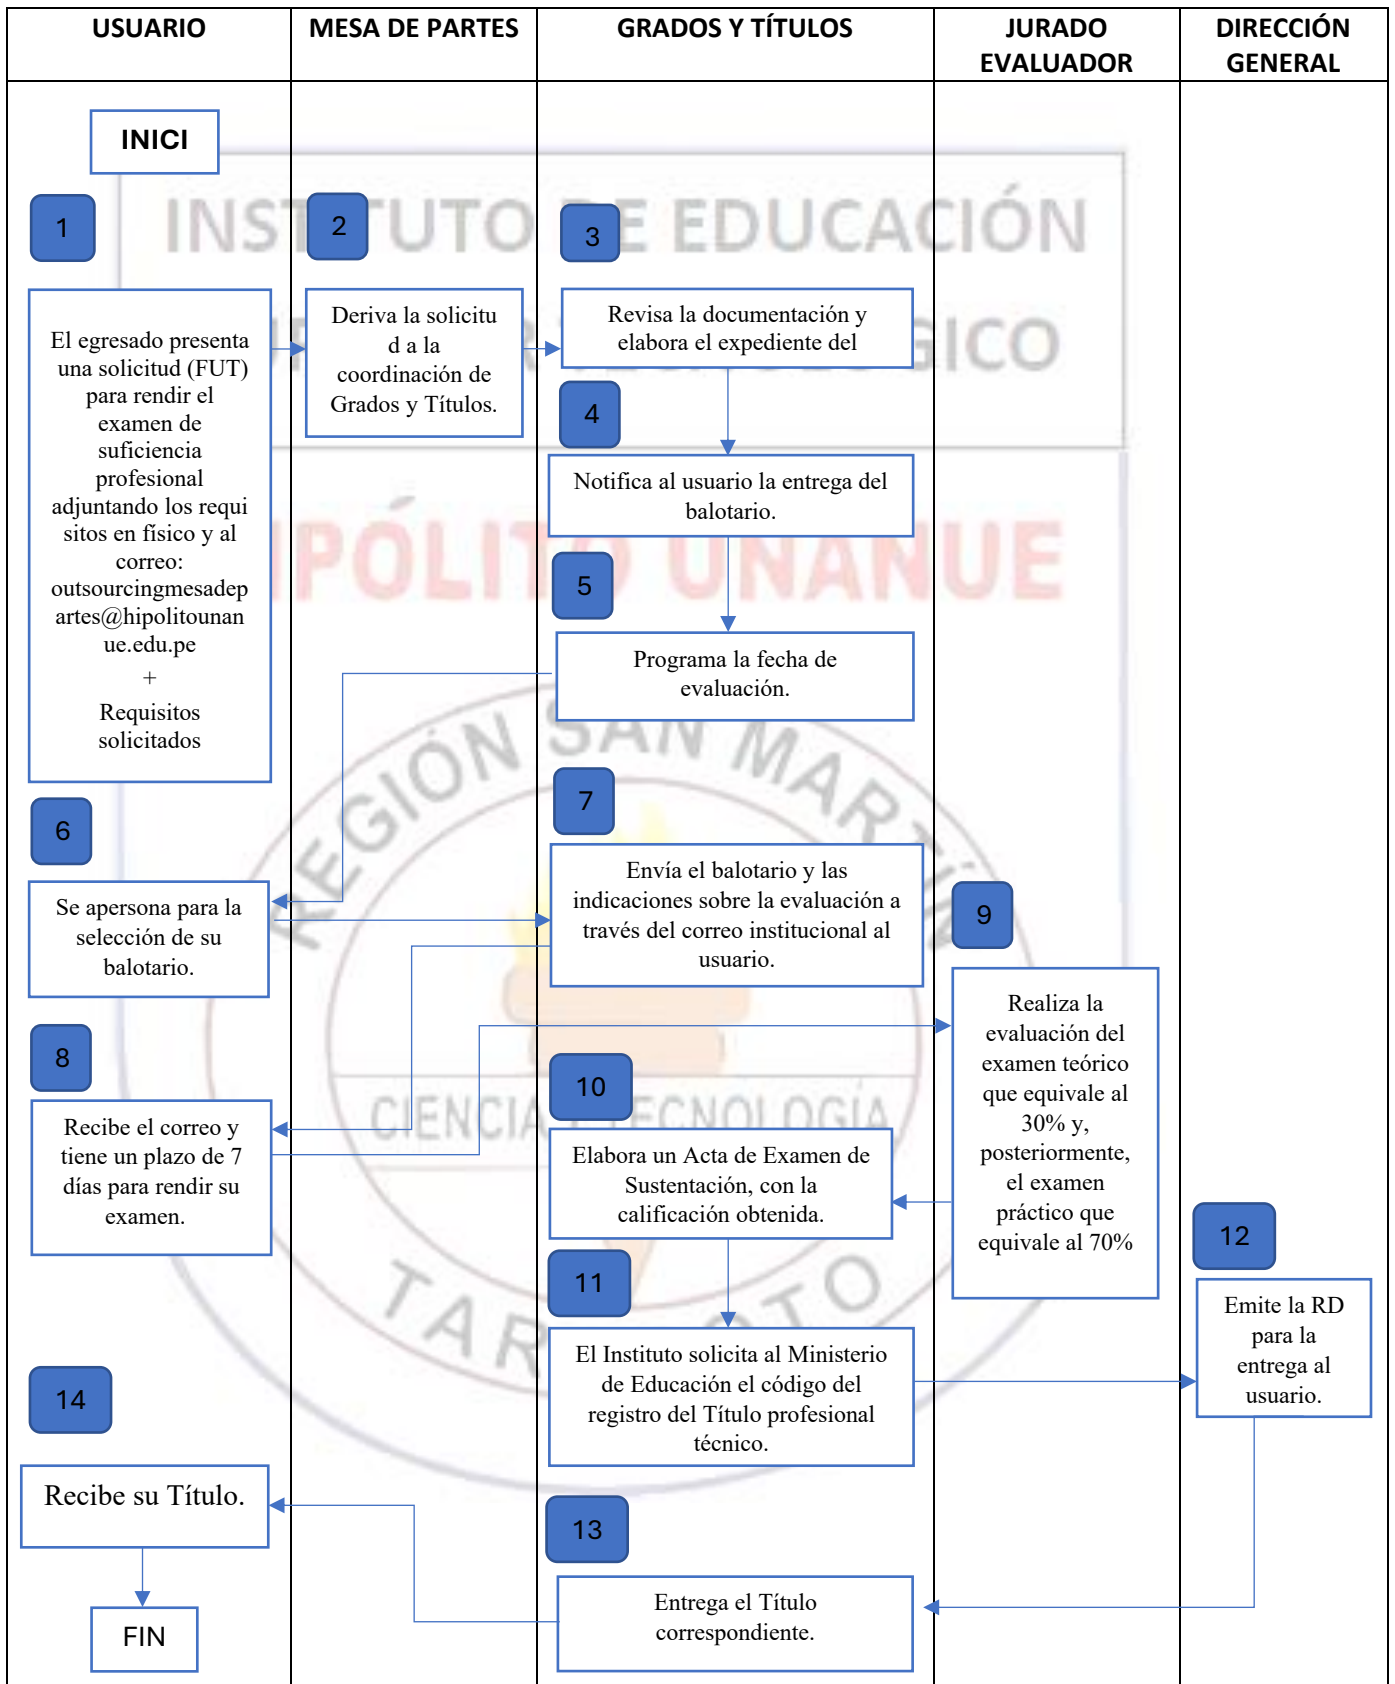 USUARIO
MESA DE PARTES
GRADOS Y TÍTULOS
JURADO
EVALUADOR
DIRECCIÓN
GENERAL
INICI
1
El egresado presenta
una solicitud (FUT)
para rendir el
examen de
suficiencia
profesional
adjuntando los requi
sitos en físico y al
correo:
outsourcingmesadep
artes@hipolitounan
ue.edu.pe
+
Requisitos
solicitados
2
Deriva la solicitu
d a la
coordinación de
Grados y Títulos.
3
Revisa la documentación y
elabora el expediente del
4
Notifica al usuario la entrega del
balotario.
5
Programa la fecha de
evaluación.
6
Se apersona para la
selección de su
balotario.
7
Envía el balotario y las
indicaciones sobre la evaluación a
través del correo institucional al
usuario.
8
Recibe el correo y
tiene un plazo de 7
días para rendir su
examen.
9
Realiza la
evaluación del
examen teórico
que equivale al
30% y,
posteriormente,
el examen
práctico que
equivale al 70%
10
Elabora un Acta de Examen de
Sustentación, con la
calificación obtenida.
11
El Instituto solicita al Ministerio
de Educación el código del
registro del Título profesional
técnico.
12
Emite la RD
para la
entrega al
usuario.
13
Entrega el Título
correspondiente.
14
Recibe su Título.
FIN
DE EDUCACIÓN
UNANUE
REGIÓN SAN MARTÍN
CIENCIA
TECNOLOGÍA